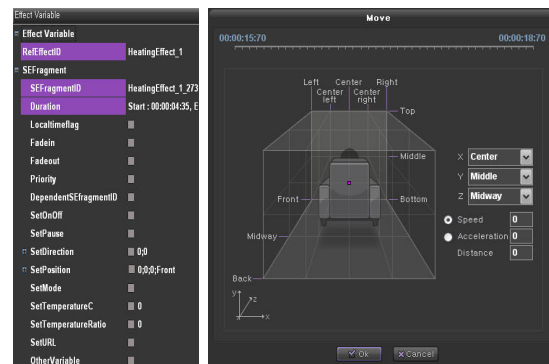 Effect Variable
Effect Variable
RefEffectID HeatingEffect_1
SEFragment
SEFragmentID HeatingEffect_1_273
Duration Start : 00:00:04:35, E
Localtimeflag
Fadein
Fadeout
Priority
DependentSEfragmentID
SetOnOff
SetPause
SetDirection 0;0
SetPosition 0;0;0;Front
SetMode
SetTemperatureC 0
SetTemperatureRatio 0
SetURL
OtherVariable
Move
00:00:15:70 00:00:18:70
Left Center Right
Center left Center right
Top
Middle
Front Bottom
Midway
Back
y z
x
X Center
Y Middle
Z Midway
Speed 0
Acceleration 0
Distance 0
Ok Cancel